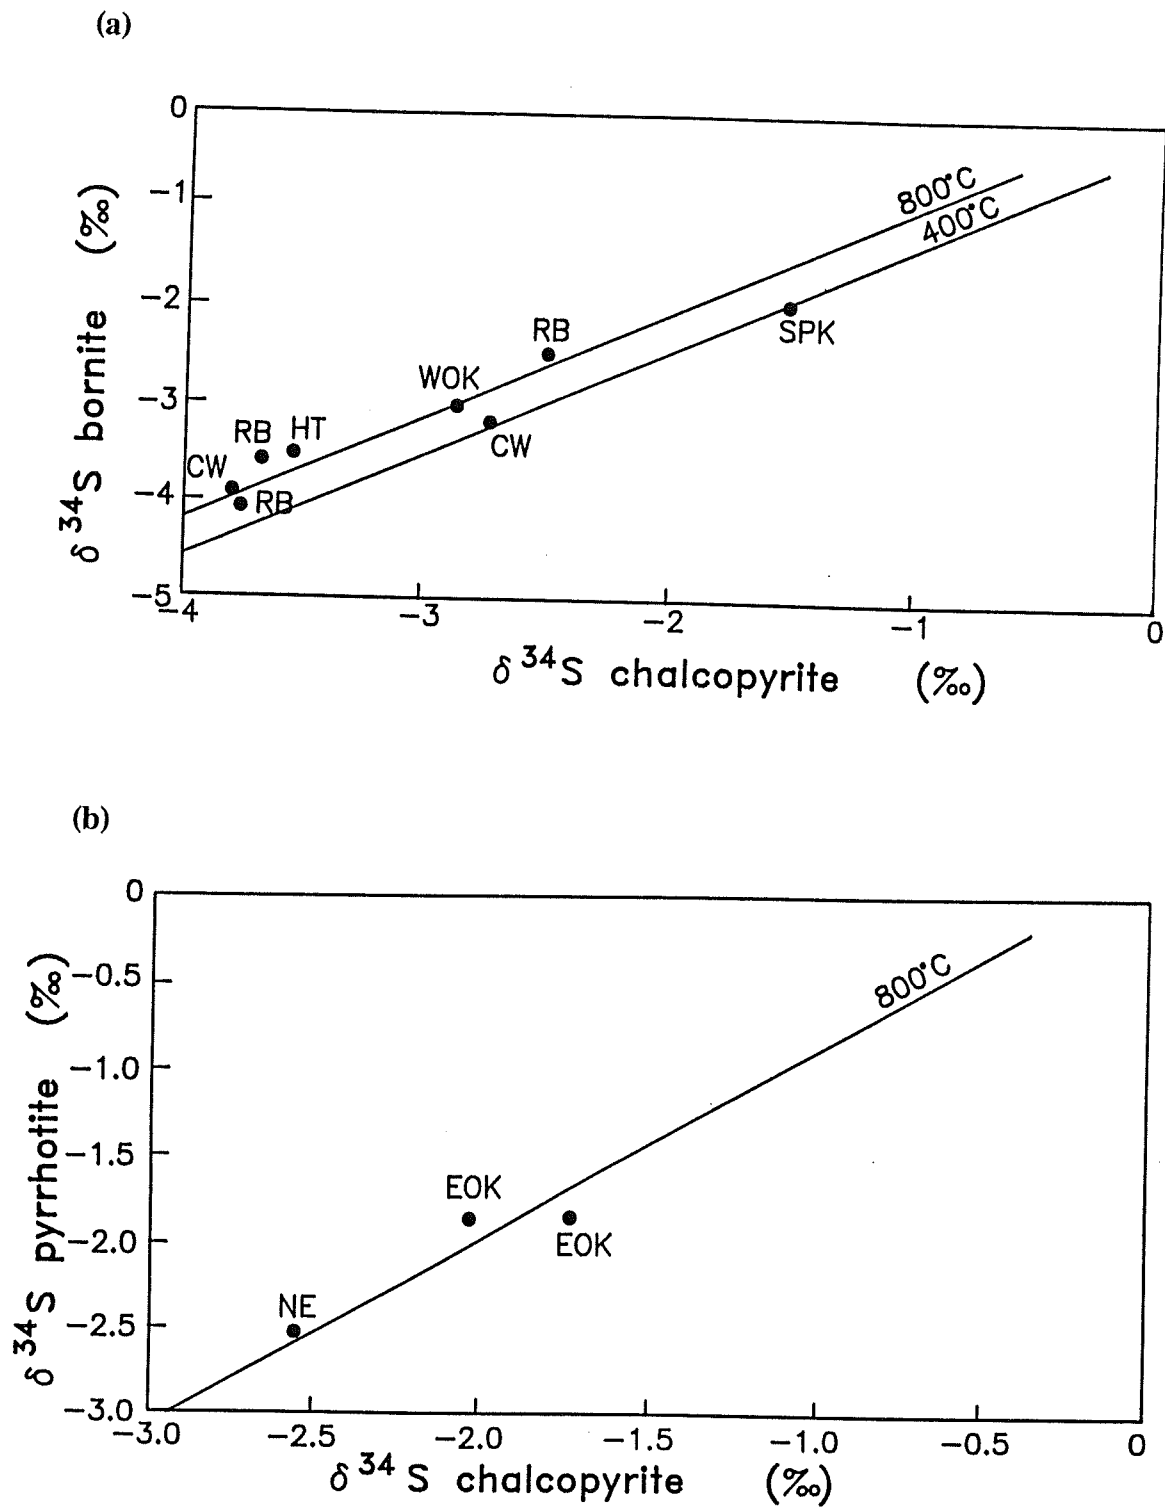 (a)
0
−1
−2
−3
−4
−5
δ 34S bornite (‰)
800°C
400°C
RB
SPK
WOK
CW
RB HT
CW
RB
−4 −3 −2 −1 0
δ 34S chalcopyrite (‰)
(b)
0
−0.5
−1.0
−1.5
−2.0
−2.5
−3.0
δ 34S pyrrhotite (‰)
800°C
EOK
EOK
NE
−3.0 −2.5 −2.0 −1.5 −1.0 −0.5 0
δ 34S chalcopyrite (‰)